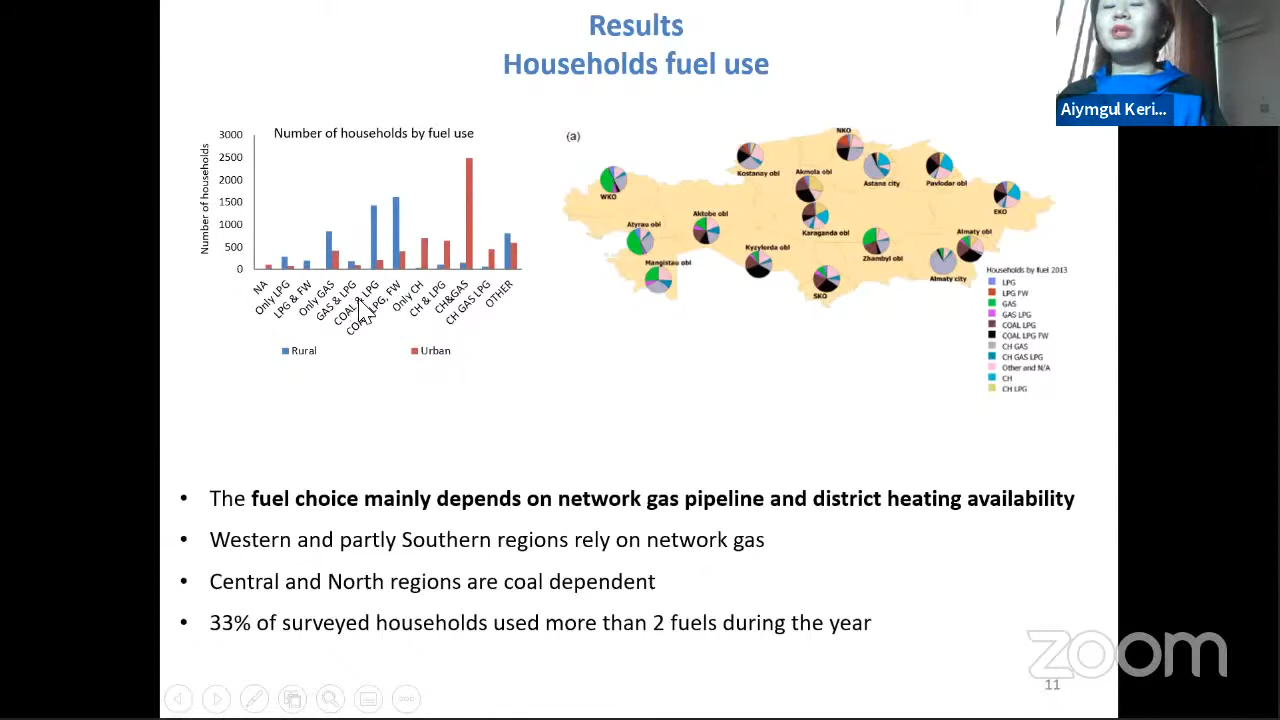 Results
Households fuel use
Aiymgul Keri...
Number of households by fuel use
Number of households
3000
2500
2000
1500
1000
500
0
NA
Only LPG
LPG & FW
Only GAS
GAS & LPG
COAL & LPG
COAL, LPG, FW
Only CH
CH & LPG
CH&GAS
CH GAS LPG
OTHER
Rural
Urban
(a)
NKO
Kostanay obl
Akmola obl
Astana city
Pavlodar obl
WKO
EKO
Aktobe obl
Atyrau obl
Karaganda obl
Almaty obl
Kyzylorda obl
Zhambyl obl
Mangistau obl
Almaty city
SKO
Households by fuel 2013
LPG
LPG FW
GAS
GAS LPG
COAL LPG
COAL LPG FW
CH GAS
CH GAS LPG
Other and N/A
CH
CH LPG
• The fuel choice mainly depends on network gas pipeline and district heating availability
• Western and partly Southern regions rely on network gas
• Central and North regions are coal dependent
• 33% of surveyed households used more than 2 fuels during the year
zoom
11